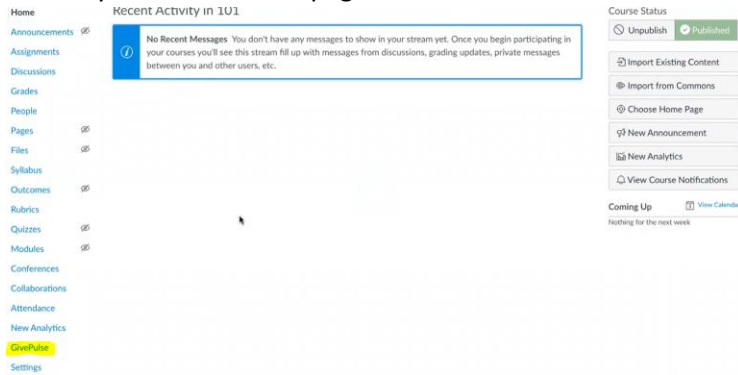 Home
Announcements
Assignments
Discussions
Grades
People
Pages
Files
Syllabus
Outcomes
Rubrics
Quizzes
Modules
Conferences
Collaborations
Attendance
New Analytics
GivePulse
Settings
Recent Activity in 101
No Recent Messages You don't have any messages to show in your stream yet. Once you begin participating in
your courses you'll see this stream fill up with messages from discussions, grading updates, private messages
between you and other users, etc.
Course Status
Unpublish Published
Import Existing Content
Import from Commons
Choose Home Page
New Announcement
New Analytics
View Course Notifications
Coming Up View Calenda
Nothing for the next week